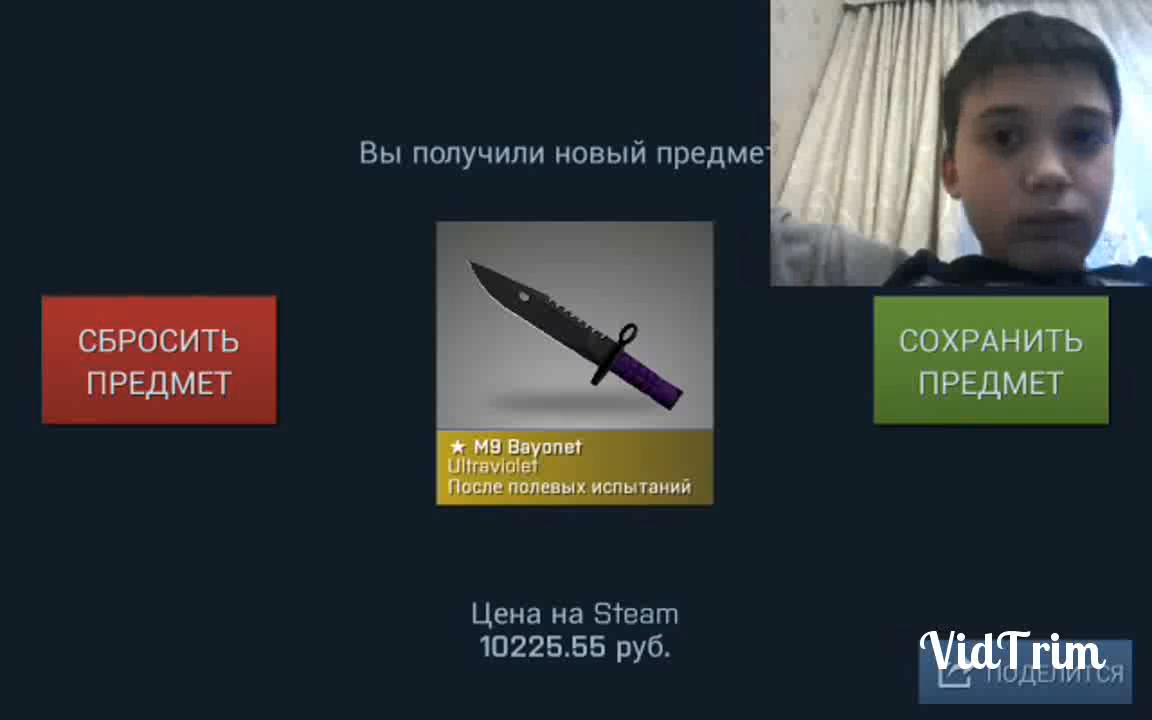 Вы получили новый предмет
СБРОСИТЬ
ПРЕДМЕТ
СОХРАНИТЬ
ПРЕДМЕТ
★ M9 Bayonet
Ultraviolet
После полевых испытаний
Цена на Steam
10225.55 руб.
VidTrim
ПОДЕЛИТСЯ